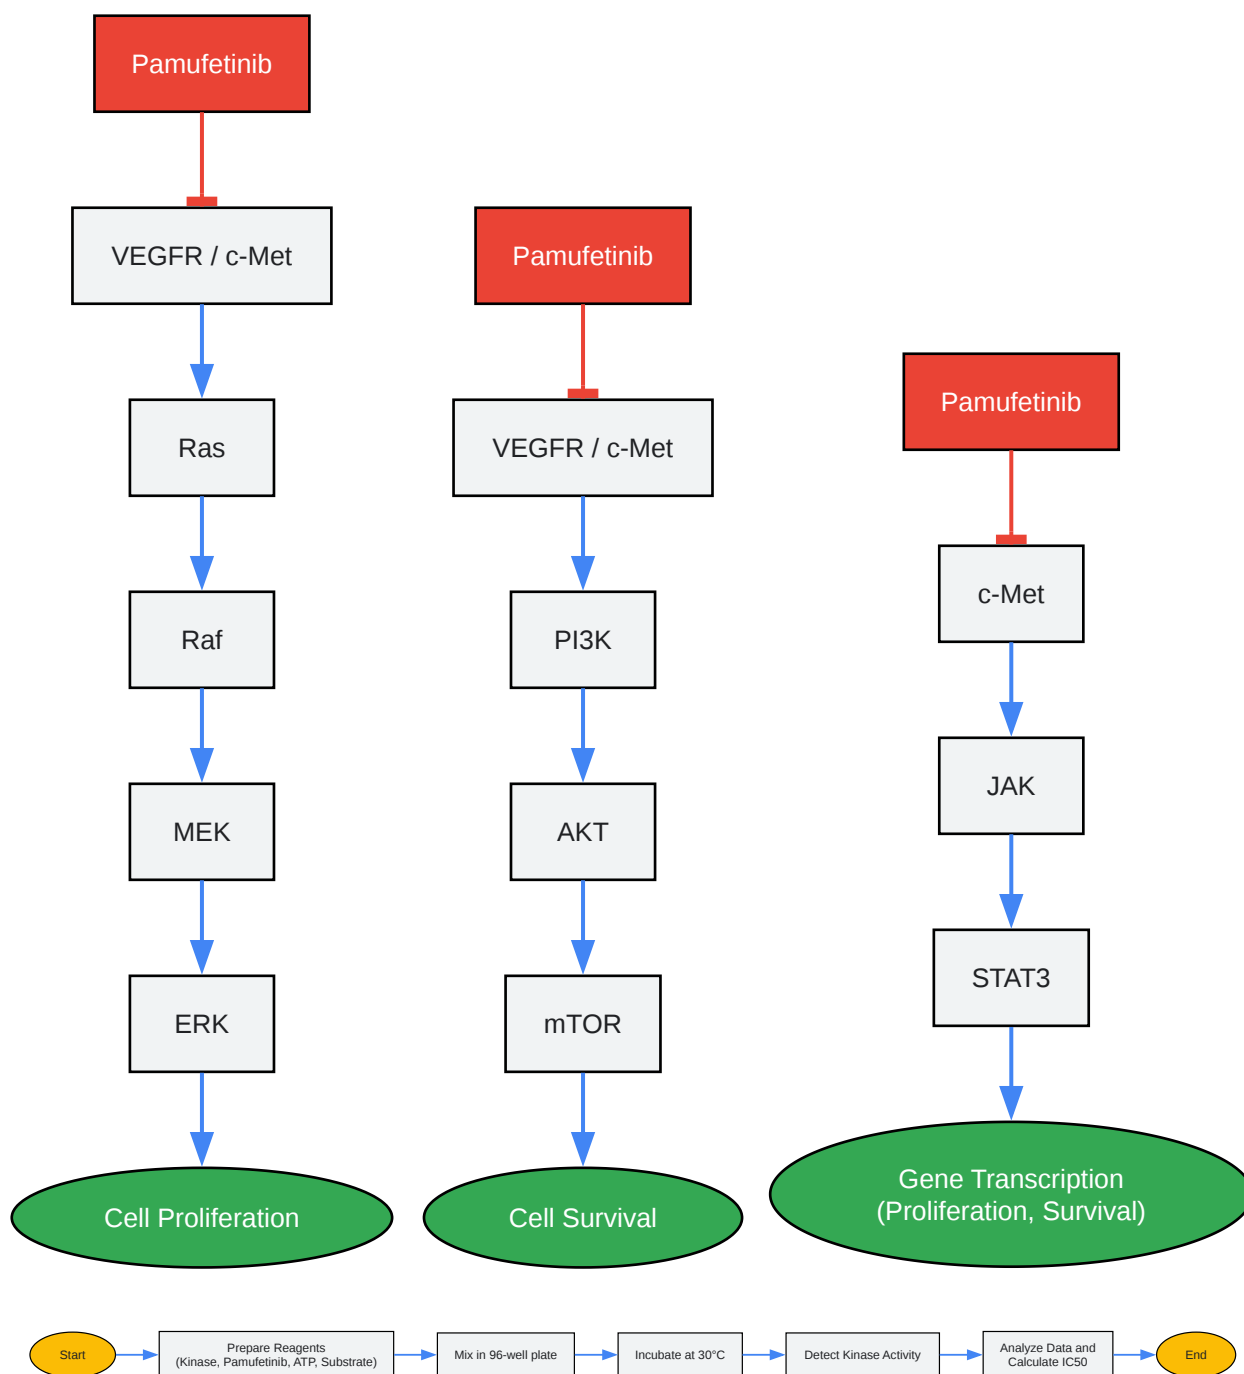 Pamufetinib
VEGFR / c-Met
Ras
Raf
MEK
ERK
Cell Proliferation
Pamufetinib
VEGFR / c-Met
PI3K
AKT
mTOR
Cell Survival
Pamufetinib
c-Met
JAK
STAT3
Gene Transcription
(Proliferation, Survival)
Start
Prepare Reagents
(Kinase, Pamufetinib, ATP, Substrate)
Mix in 96-well plate
Incubate at 30°C
Detect Kinase Activity
Analyze Data and
Calculate IC50
End